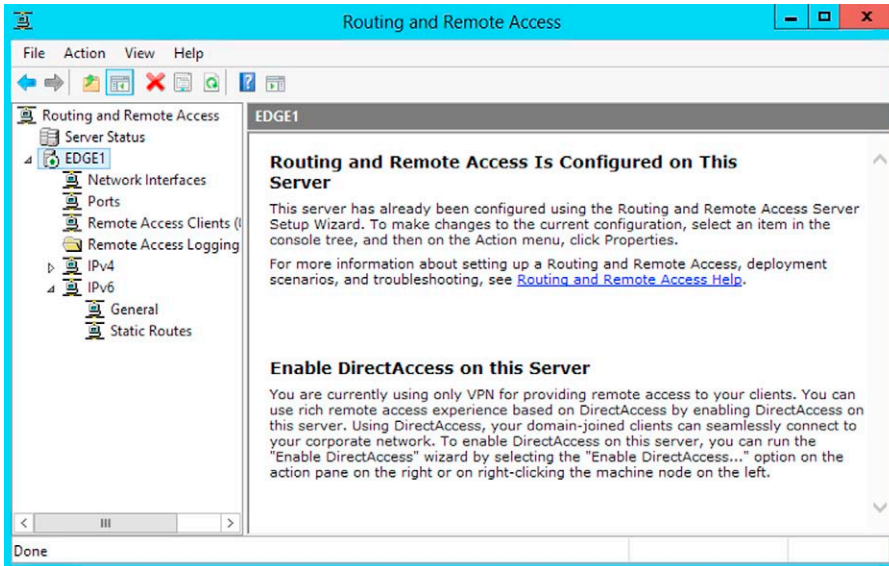 Routing and Remote Access
File Action View Help
Routing and Remote Access
Server Status
EDGE1
Network Interfaces
Ports
Remote Access Clients (
Remote Access Logging
IPv4
IPv6
General
Static Routes
EDGE1
Routing and Remote Access Is Configured on This
Server
This server has already been configured using the Routing and Remote Access Server
Setup Wizard. To make changes to the current configuration, select an item in the
console tree, and then on the Action menu, click Properties.
For more information about setting up a Routing and Remote Access, deployment
scenarios, and troubleshooting, see Routing and Remote Access Help.
Enable DirectAccess on this Server
You are currently using only VPN for providing remote access to your clients. You can
use rich remote access experience based on DirectAccess by enabling DirectAccess on
this server. Using DirectAccess, your domain-joined clients can seamlessly connect to
your corporate network. To enable DirectAccess on this server, you can run the
"Enable DirectAccess" wizard by selecting the "Enable DirectAccess..." option on the
action pane on the right or on right-clicking the machine node on the left.
Done